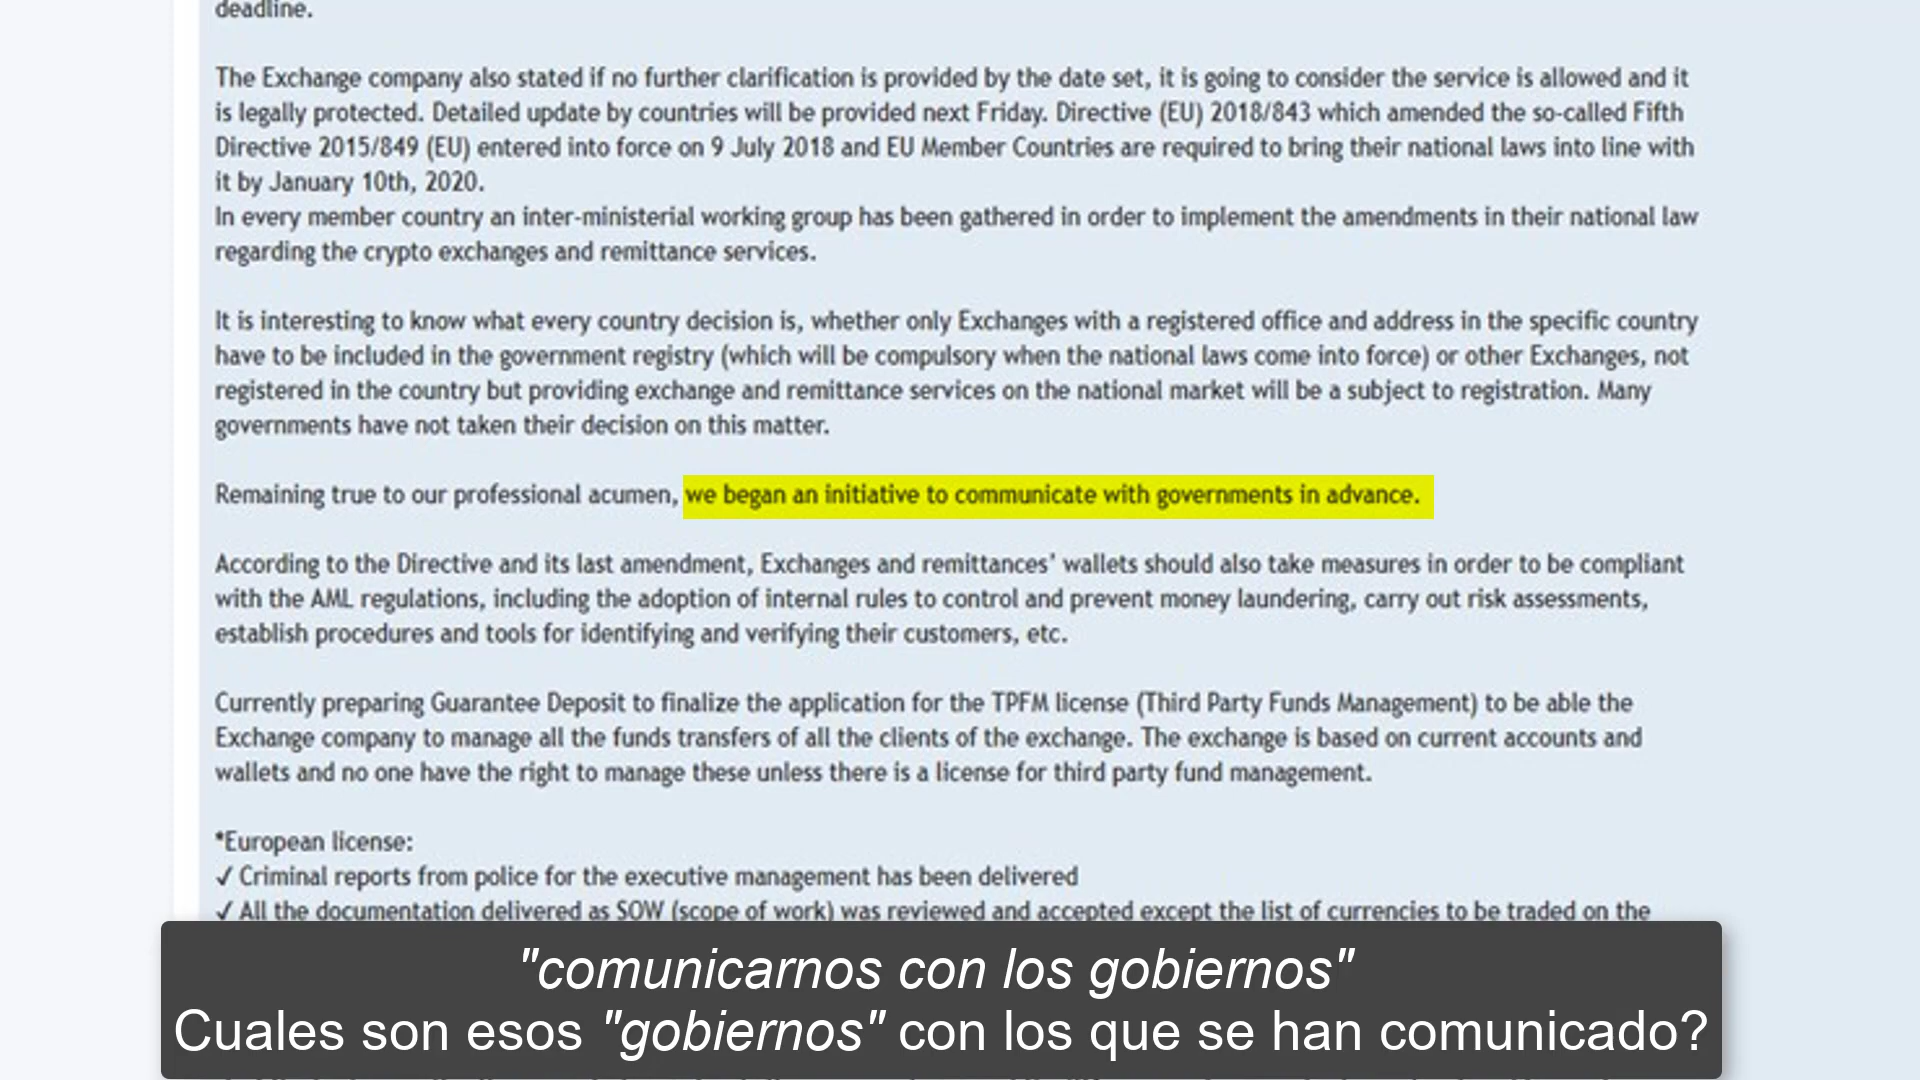 deadline.
The Exchange company also stated if no further clarification is provided by the date set, it is going to consider the service is allowed and it
is legally protected. Detailed update by countries will be provided next Friday. Directive (EU) 2018/843 which amended the so-called Fifth
Directive 2015/849 (EU) entered into force on 9 July 2018 and EU Member Countries are required to bring their national laws into line with
it by January 10th, 2020.
In every member country an inter-ministerial working group has been gathered in order to implement the amendments in their national law
regarding the crypto exchanges and remittance services.
It is interesting to know what every country decision is, whether only Exchanges with a registered office and address in the specific country
have to be included in the government registry (which will be compulsory when the national laws come into force) or other Exchanges, not
registered in the country but providing exchange and remittance services on the national market will be a subject to registration. Many
governments have not taken their decision on this matter.
Remaining true to our professional acumen, we began an initiative to communicate with governments in advance.
According to the Directive and its last amendment, Exchanges and remittances' wallets should also take measures in order to be compliant
with the AML regulations, including the adoption of internal rules to control and prevent money laundering, carry out risk assessments,
establish procedures and tools for identifying and verifying their customers, etc.
Currently preparing Guarantee Deposit to finalize the application for the TPFM license (Third Party Funds Management) to be able the
Exchange company to manage all the funds transfers of all the clients of the exchange. The exchange is based on current accounts and
wallets and no one have the right to manage these unless there is a license for third party fund management.
*European license:
✓ Criminal reports from police for the executive management has been delivered
✓ All the documentation delivered as SOW (scope of work) was reviewed and accepted except the list of currencies to be traded on the
"comunicarnos con los gobiernos"
Cuales son esos "gobiernos" con los que se han comunicado?